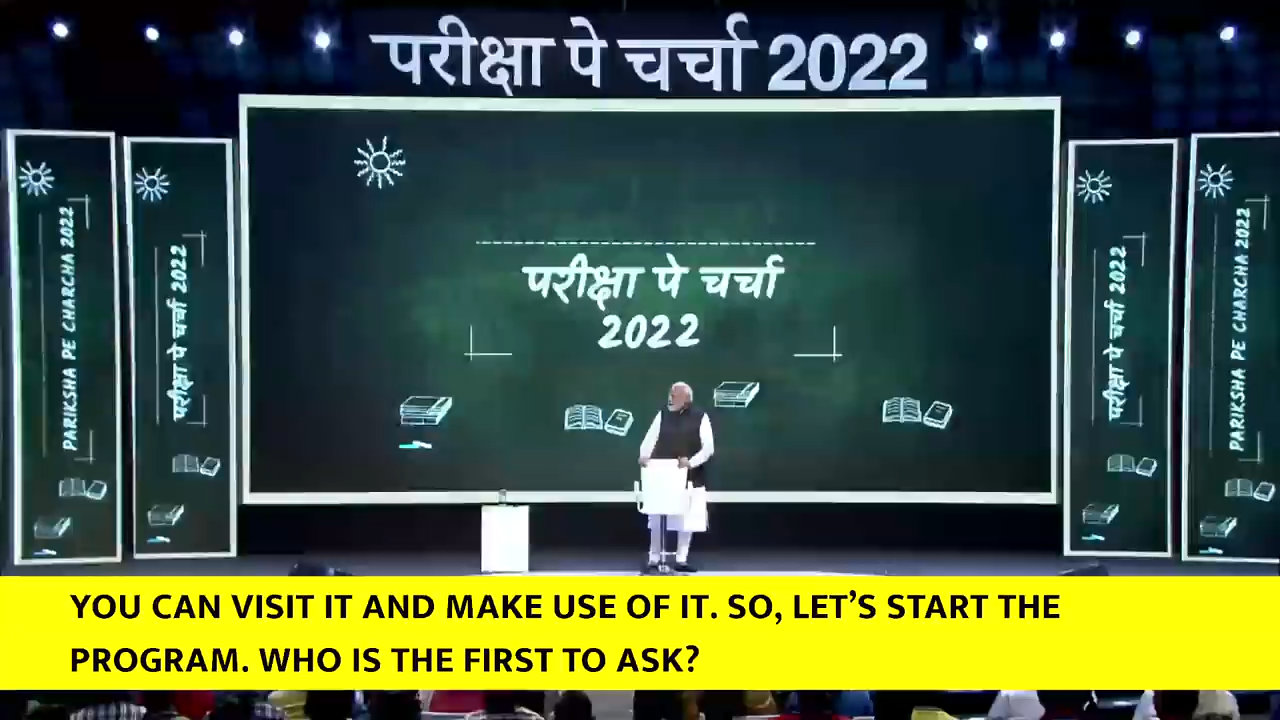 परीक्षा पे चर्चा 2022
PARIKSHA PE CHARCHA 2022
परीक्षा पे चर्चा 2022
परीक्षा पे चर्चा
2022
परीक्षा पे चर्चा 2022
PARIKSHA PE CHARCHA 2022
YOU CAN VISIT IT AND MAKE USE OF IT. SO, LET’S START THE
PROGRAM. WHO IS THE FIRST TO ASK?